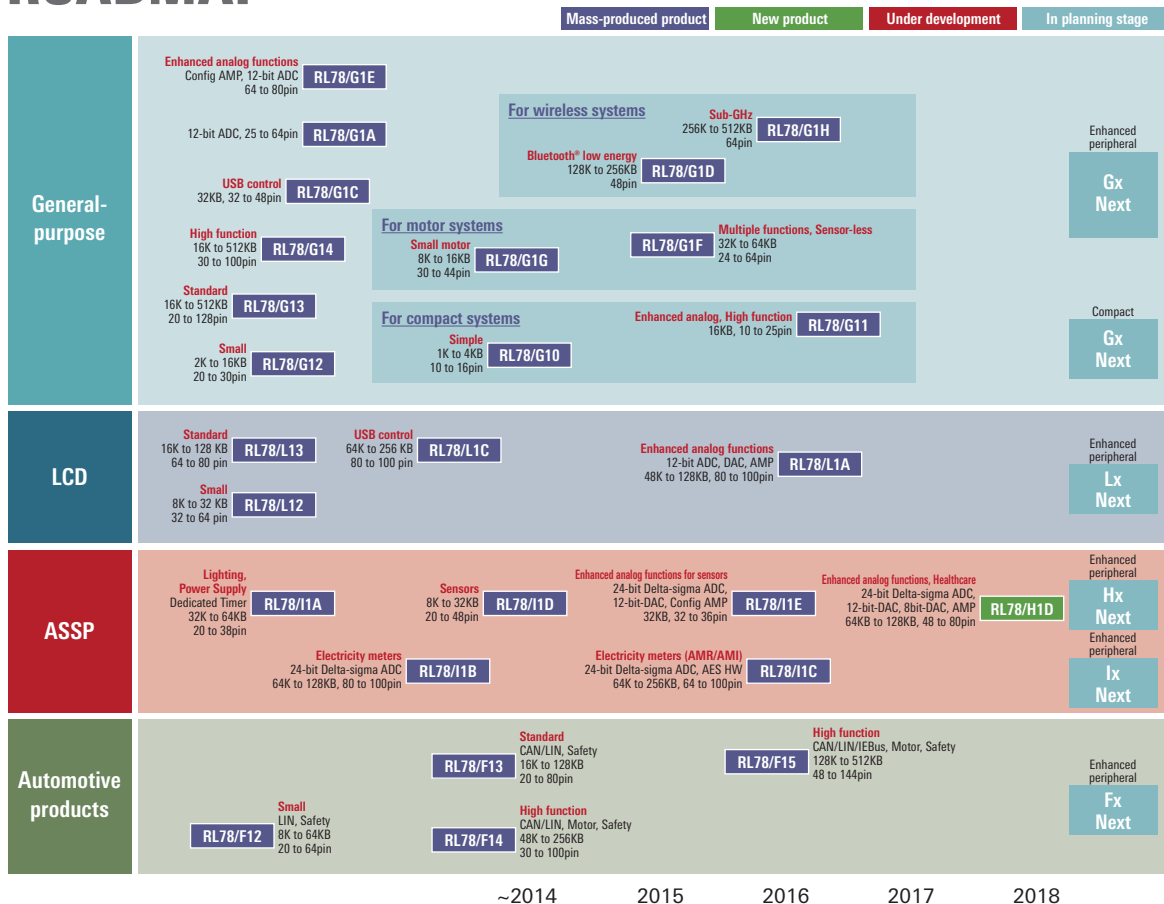 ROADMAP
Mass-produced product
New product
Under development
In planning stage
General-
purpose
Enhanced analog functions
Config AMP, 12-bit ADC
64 to 80pin
RL78/G1E
12-bit ADC, 25 to 64pin
RL78/G1A
USB control
32KB, 32 to 48pin
RL78/G1C
High function
16K to 512KB
30 to 100pin
RL78/G14
Standard
16K to 512KB
20 to 128pin
RL78/G13
Small
2K to 16KB
20 to 30pin
RL78/G12
For wireless systems
Sub-GHz
256K to 512KB
64pin
RL78/G1H
Bluetooth® low energy
128K to 256KB
48pin
RL78/G1D
For motor systems
Small motor
8K to 16KB
30 to 44pin
RL78/G1G
RL78/G1F
Multiple functions, Sensor-less
32K to 64KB
24 to 64pin
For compact systems
Simple
1K to 4KB
10 to 16pin
RL78/G10
Enhanced analog, High function
16KB, 10 to 25pin
RL78/G11
Enhanced
peripheral
Gx
Next
Compact
Gx
Next
LCD
Standard
16K to 128 KB
64 to 80 pin
RL78/L13
USB control
64K to 256 KB
80 to 100 pin
RL78/L1C
Small
8K to 32 KB
32 to 64 pin
RL78/L12
Enhanced analog functions
12-bit ADC, DAC, AMP
48K to 128KB, 80 to 100pin
RL78/L1A
Enhanced
peripheral
Lx
Next
ASSP
Lighting,
Power Supply
Dedicated Timer
32K to 64KB
20 to 38pin
RL78/I1A
Sensors
8K to 32KB
20 to 48pin
RL78/I1D
Enhanced analog functions for sensors
24-bit Delta-sigma ADC,
12-bit-DAC, Config AMP
32KB, 32 to 36pin
RL78/I1E
Enhanced analog functions, Healthcare
24-bit Delta-sigma ADC,
12-bit-DAC, 8bit-DAC, AMP
64KB to 128KB, 48 to 80pin
RL78/H1D
Enhanced
peripheral
Hx
Next
Electricity meters
24-bit Delta-sigma ADC
64K to 128KB, 80 to 100pin
RL78/I1B
Electricity meters (AMR/AMI)
24-bit Delta-sigma ADC, AES HW
64K to 256KB, 64 to 100pin
RL78/I1C
Enhanced
peripheral
Ix
Next
Automotive
products
RL78/F13
Standard
CAN/LIN, Safety
16K to 128KB
20 to 80pin
RL78/F15
High function
CAN/LIN/IEBus, Motor, Safety
128K to 512KB
48 to 144pin
RL78/F12
Small
LIN, Safety
8K to 64KB
20 to 64pin
RL78/F14
High function
CAN/LIN, Motor, Safety
48K to 256KB
30 to 100pin
Enhanced
peripheral
Fx
Next
~2014 2015 2016 2017 2018